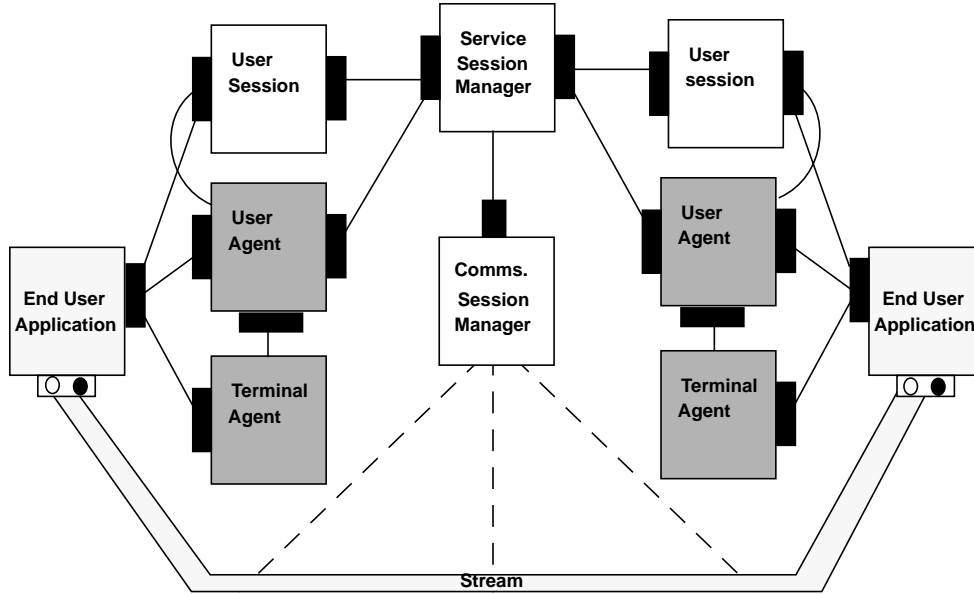 User
Session
Service
Session
Manager
User
session
User
Agent
User
Agent
Comms.
Session
Manager
End User
Application
End User
Application
Terminal
Agent
Terminal
Agent
Stream